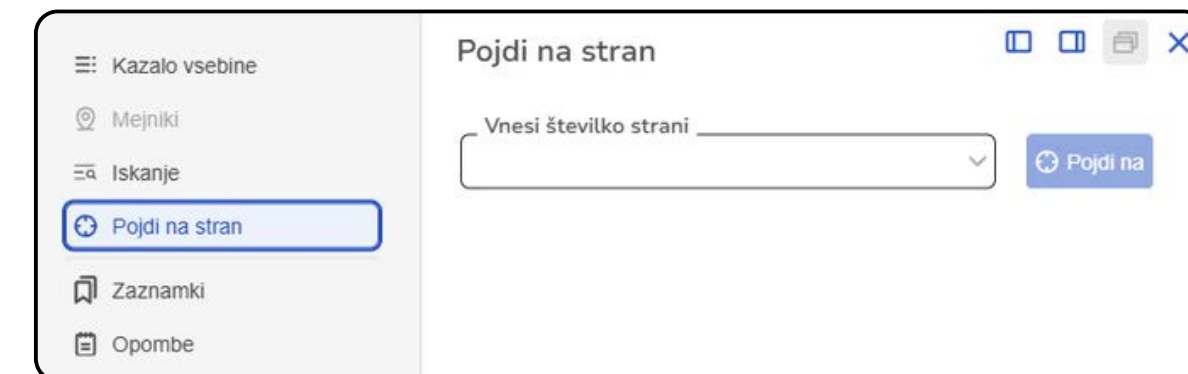 Kazalo vsebine
Mejniki
Iskanje
Pojdi na stran
Zaznamki
Opombe
Pojdi na stran
Vnesi številko strani
Pojdi na